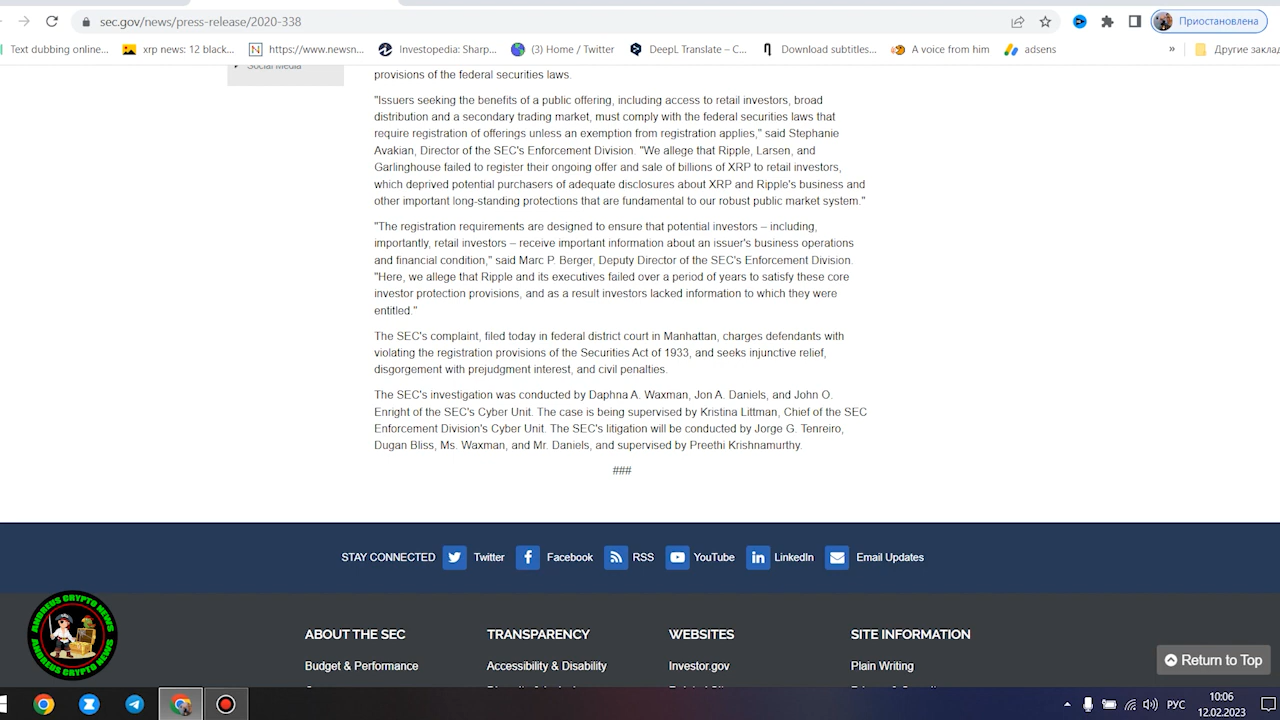 sec.gov/news/press-release/2020-338
Приостановлена
Text dubbing online...
xrp news: 12 black...
https://www.newsn...
Investopedia: Sharp...
(3) Home / Twitter
DeepL Translate – C...
Download subtitles...
A voice from him
adsens
»
Другие закла
Social Media
provisions of the federal securities laws.
"Issuers seeking the benefits of a public offering, including access to retail investors, broad
distribution and a secondary trading market, must comply with the federal securities laws that
require registration of offerings unless an exemption from registration applies," said Stephanie
Avakian, Director of the SEC's Enforcement Division. "We allege that Ripple, Larsen, and
Garlinghouse failed to register their ongoing offer and sale of billions of XRP to retail investors,
which deprived potential purchasers of adequate disclosures about XRP and Ripple's business and
other important long-standing protections that are fundamental to our robust public market system."
"The registration requirements are designed to ensure that potential investors – including,
importantly, retail investors – receive important information about an issuer's business operations
and financial condition," said Marc P. Berger, Deputy Director of the SEC's Enforcement Division.
"Here, we allege that Ripple and its executives failed over a period of years to satisfy these core
investor protection provisions, and as a result investors lacked information to which they were
entitled."
The SEC's complaint, filed today in federal district court in Manhattan, charges defendants with
violating the registration provisions of the Securities Act of 1933, and seeks injunctive relief,
disgorgement with prejudgment interest, and civil penalties.
The SEC's investigation was conducted by Daphna A. Waxman, Jon A. Daniels, and John O.
Enright of the SEC's Cyber Unit. The case is being supervised by Kristina Littman, Chief of the SEC
Enforcement Division's Cyber Unit. The SEC's litigation will be conducted by Jorge G. Tenreiro,
Dugan Bliss, Ms. Waxman, and Mr. Daniels, and supervised by Preethi Krishnamurthy.
###
STAY CONNECTED Twitter Facebook RSS YouTube LinkedIn Email Updates
ANDREUS CRYPTO NEWS
ANDREUS CRYPTO NEWS
ABOUT THE SEC
Budget & Performance
TRANSPARENCY
Accessibility & Disability
WEBSITES
Investor.gov
SITE INFORMATION
Plain Writing
Return to Top
РУС
10:06
12.02.2023